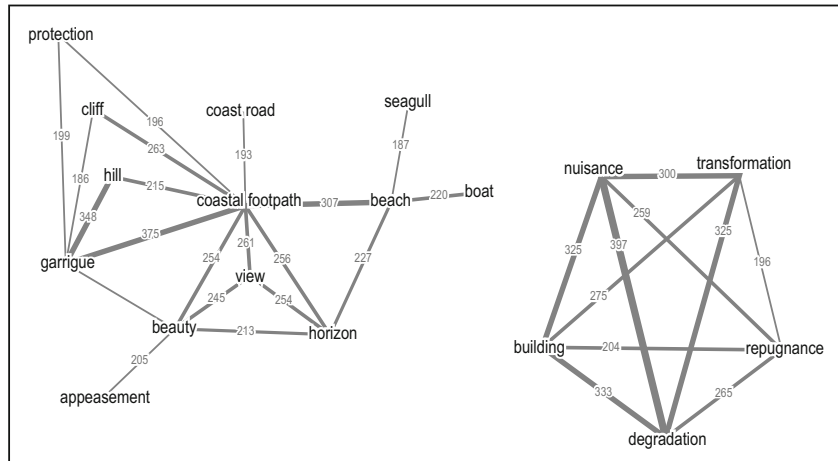 protection
cliff
coast road
seagull
199
196
263
193
187
186
hill
215
348
coastal footpath
307
beach
220
boat
375
garrigue
254
261
256
227
view
245
254
beauty
213
horizon
205
appeasement
nuisance
300
transformation
259
325
397
325
196
275
building
204
repugnance
333
265
degradation